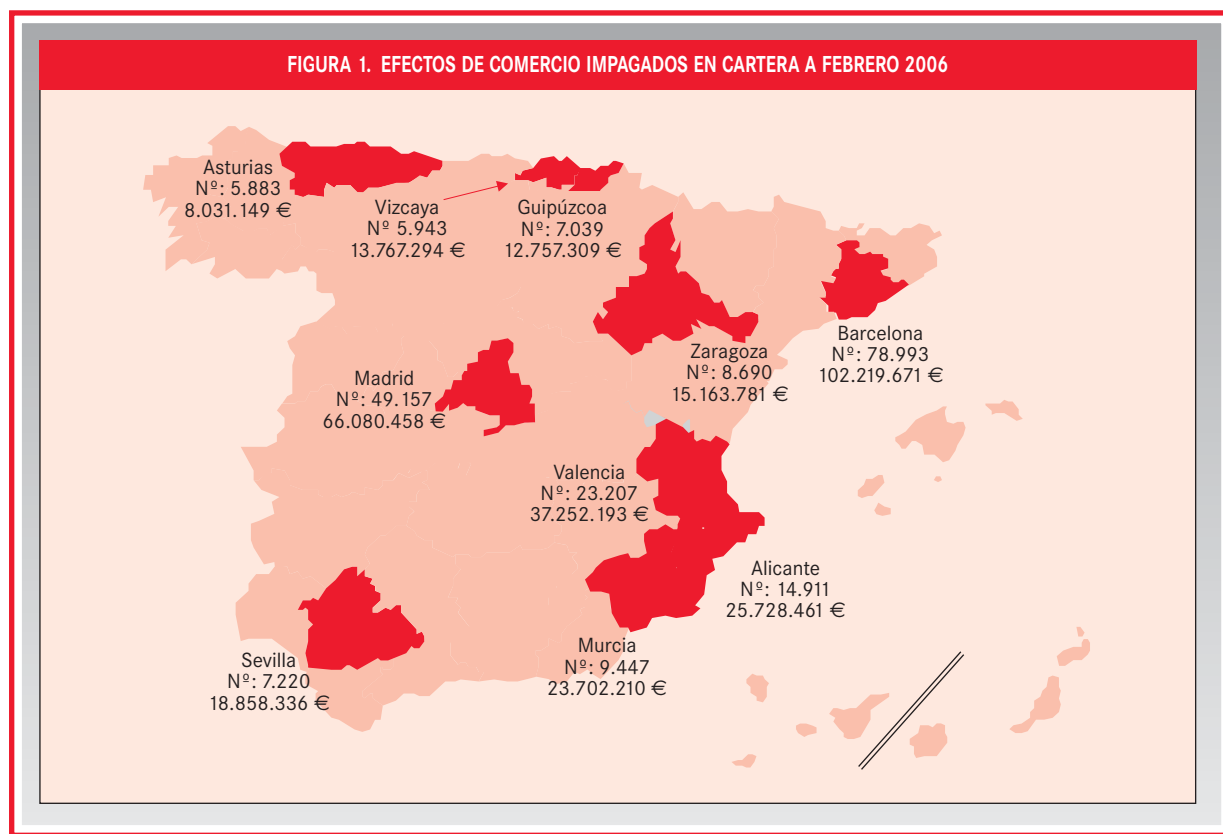 FIGURA 1. EFECTOS DE COMERCIO IMPAGADOS EN CARTERA A FEBRERO 2006
Asturias
Nº: 5.883
8.031.149 €
Vizcaya
Nº 5.943
13.767.294 €
Guipúzcoa
Nº: 7.039
12.757.309 €
Zaragoza
Nº: 8.690
15.163.781 €
Barcelona
Nº: 78.993
102.219.671 €
Madrid
Nº: 49.157
66.080.458 €
Valencia
Nº: 23.207
37.252.193 €
Alicante
Nº: 14.911
25.728.461 €
Murcia
Nº: 9.447
23.702.210 €
Sevilla
Nº: 7.220
18.858.336 €